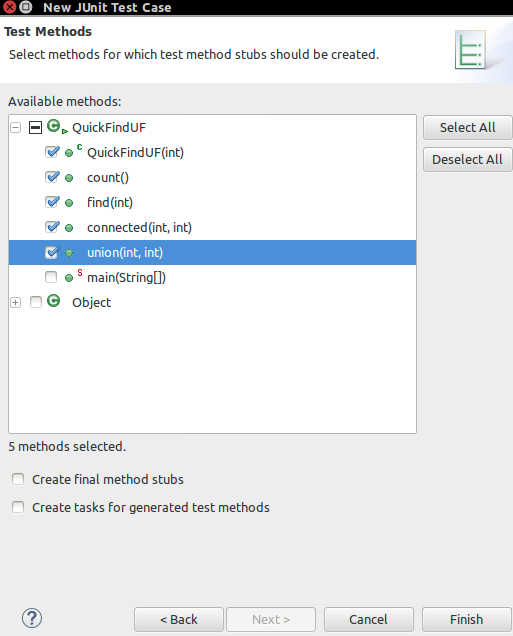 New JUnit Test Case
Test Methods
Select methods for which test method stubs should be created.
Available methods:
QuickFindUF
Select All
C QuickFindUF(int)
Deselect All
count()
find(int)
connected(int, int)
union(int, int)
S main(String[])
Object
5 methods selected.
Create final method stubs
Create tasks for generated test methods
? < Back Next > Cancel Finish